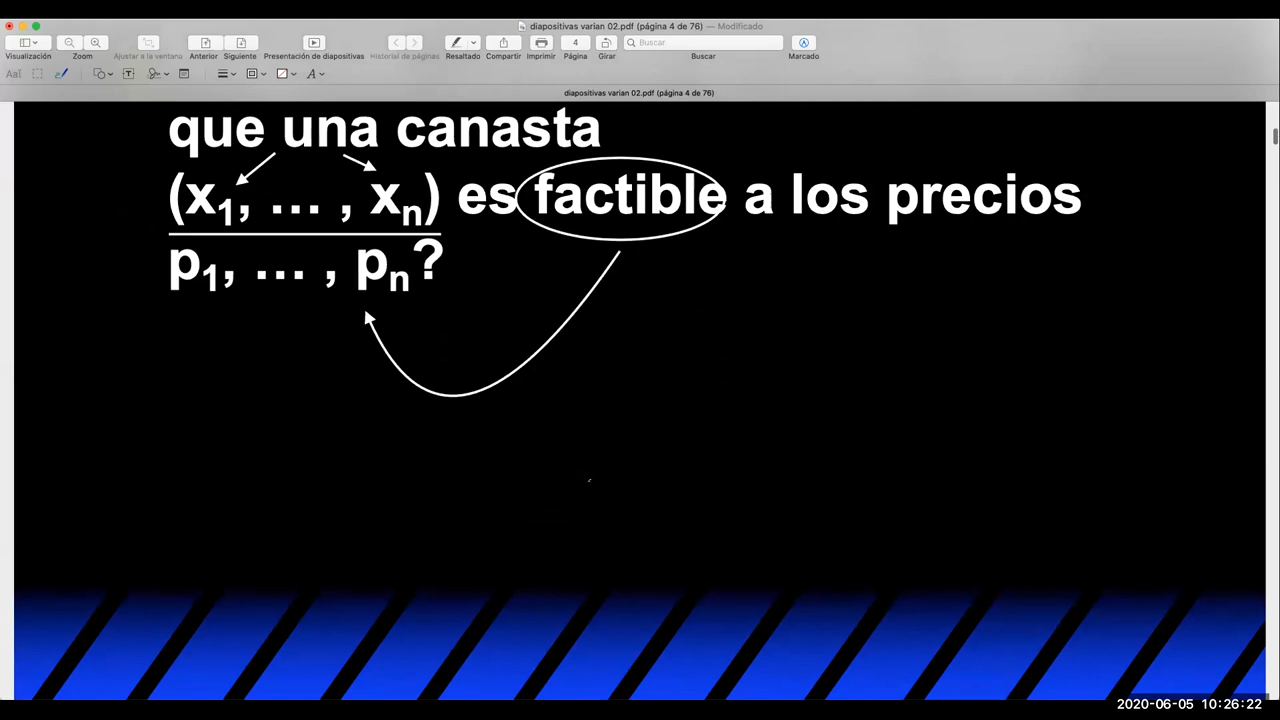 diapositivas varian 02.pdf (página 4 de 76) — Modificado
4
Buscar
Visualización Zoom Ajustar a la ventana Anterior Siguiente Presentación de diapositivas Historial de páginas Resaltado Compartir Imprimir Página Girar Buscar Marcado
AaI T A
diapositivas varian 02.pdf (página 4 de 76)
que una canasta
(x1, … , xn) es factible a los precios
p1, … , pn?
2020-06-05 10:26:22